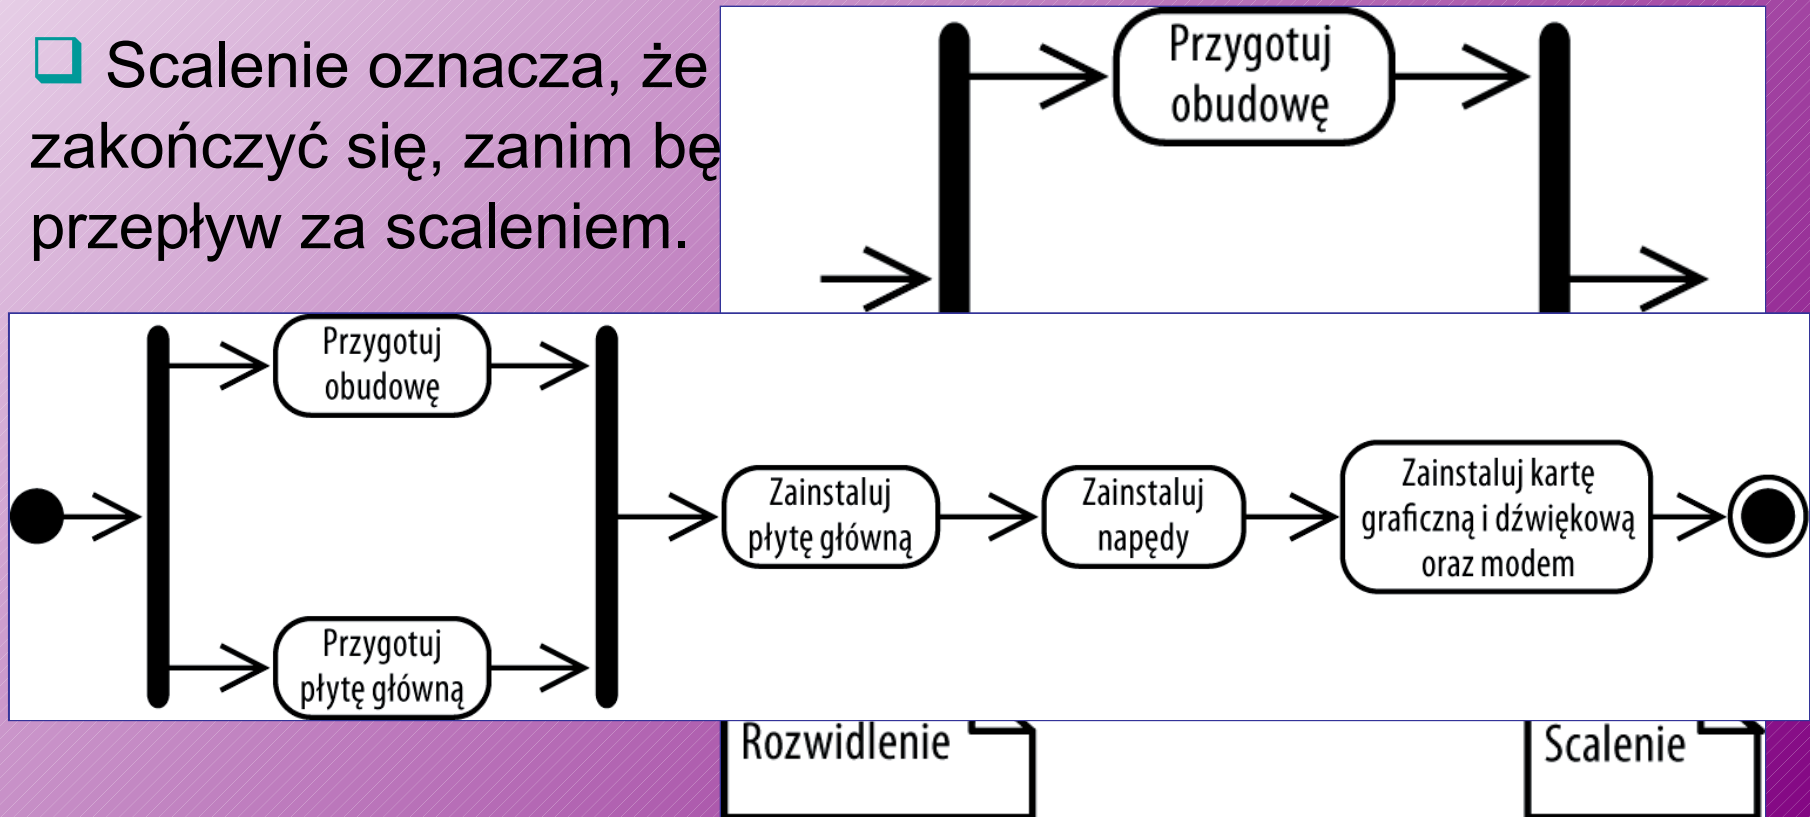 Scalenie oznacza, że
zakończyć się, zanim bę
przepływ za scaleniem.
Przygotuj
obudowę
Przygotuj
obudowę
Przygotuj
płytę główną
Zainstaluj
płytę główną
Zainstaluj
napędy
Zainstaluj kartę
graficzną i dźwiękową
oraz modem
Rozwidlenie
Scalenie